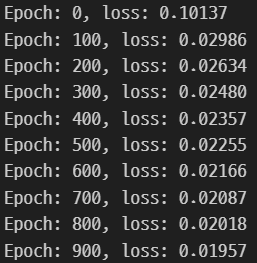 Epoch: 0, loss: 0.10137
Epoch: 100, loss: 0.02986
Epoch: 200, loss: 0.02634
Epoch: 300, loss: 0.02480
Epoch: 400, loss: 0.02357
Epoch: 500, loss: 0.02255
Epoch: 600, loss: 0.02166
Epoch: 700, loss: 0.02087
Epoch: 800, loss: 0.02018
Epoch: 900, loss: 0.01957